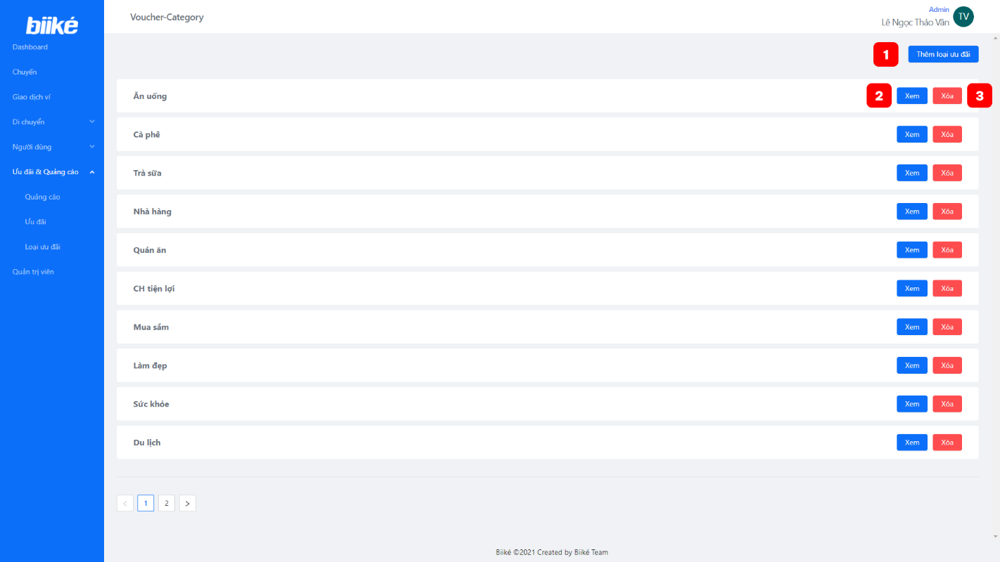 biiké
Dashboard
Chuyến
Giao dịch ví
Di chuyển
Người dùng
Ưu đãi & Quảng cáo
Quảng cáo
Ưu đãi
Loại ưu đãi
Quản trị viên
Voucher-Category
Admin
Lê Ngọc Thảo Vân
TV
1 Thêm loại ưu đãi
Ăn uống 2 Xem Xóa 3
Cà phê Xem Xóa
Trà sữa Xem Xóa
Nhà hàng Xem Xóa
Quán ăn Xem Xóa
CH tiện lợi Xem Xóa
Mua sắm Xem Xóa
Làm đẹp Xem Xóa
Sức khỏe Xem Xóa
Du lịch Xem Xóa
< 1 2 >
Biiké ©2021 Created by Biiké Team